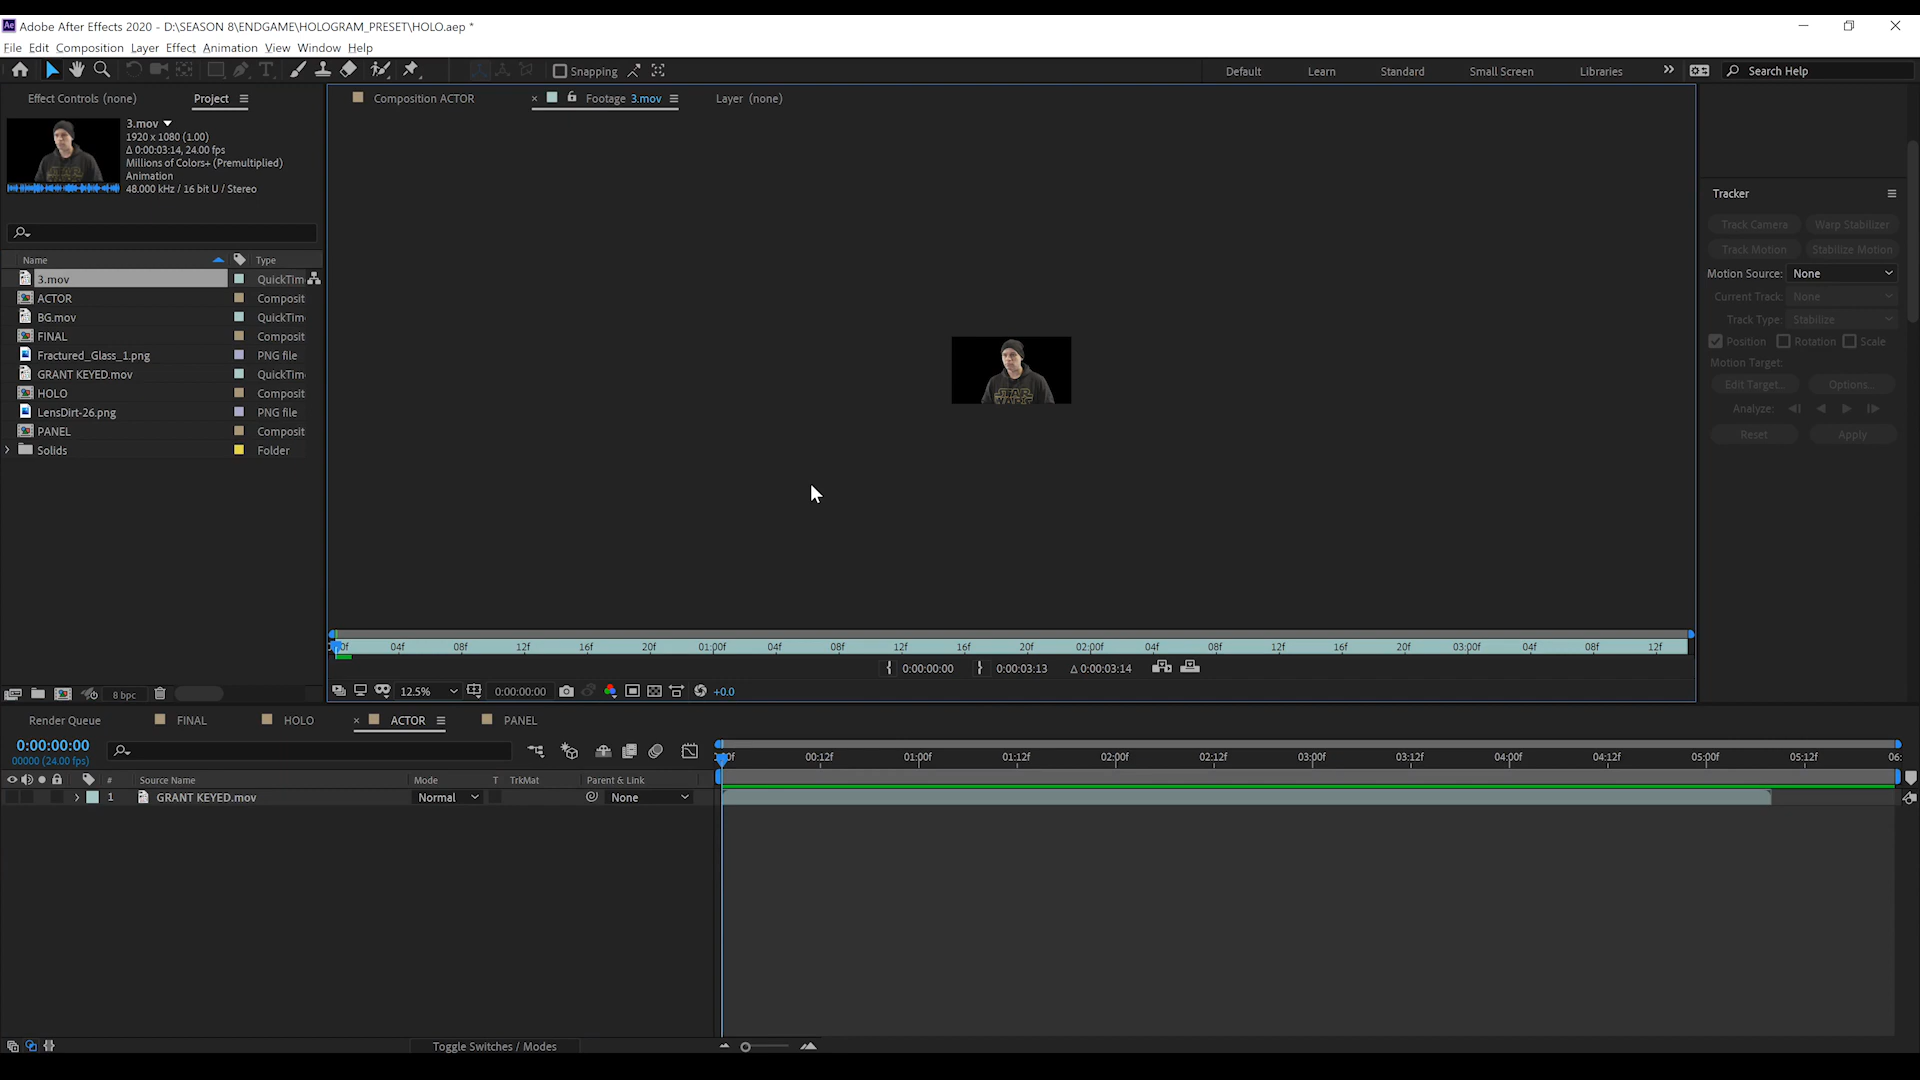 Adobe After Effects 2020 - D:\SEASON 8\ENDGAME\HOLOGRAM_PRESET\HOLO.aep *
File Edit Composition Layer Effect Animation View Window Help
Snapping Default Learn Standard Small Screen Libraries Search Help
Effect Controls (none) Project Composition ACTOR Footage 3.mov Layer (none)
3.mov
1920 x 1080 (1.00)
Δ 0:00:03:14, 24.00 fps
Millions of Colors+ (Premultiplied)
Animation
48.000 kHz / 16 bit U / Stereo
Name Type
3.mov QuickTim
ACTOR Composit
BG.mov QuickTim
FINAL Composit
Fractured_Glass_1.png PNG file
GRANT KEYED.mov QuickTim
HOLO Composit
LensDirt-26.png PNG file
PANEL Composit
Solids Folder
STAR
WARS
Tracker
Track Camera Warp Stabilizer
Track Motion Stabilize Motion
Motion Source: None
Current Track: None
Track Type: Stabilize
Position Rotation Scale
Motion Target:
Edit Target... Options...
Analyze:
Reset Apply
04f 08f 12f 16f 20f 01:00f 04f 08f 12f 16f 20f 02:00f 04f 08f 12f 16f 20f 03:00f 04f 08f 12f
0:00:00:00 0:00:03:13 Δ 0:00:03:14
8 bpc 12.5% 0:00:00:00 +0.0
Render Queue FINAL HOLO ACTOR PANEL
0:00:00:00
00000 (24.00 fps)
00:12f 01:00f 01:12f 02:00f 02:12f 03:00f 03:12f 04:00f 04:12f 05:00f 05:12f 06:
# Source Name Mode T TrkMat Parent & Link
1 GRANT KEYED.mov Normal None
Toggle Switches / Modes